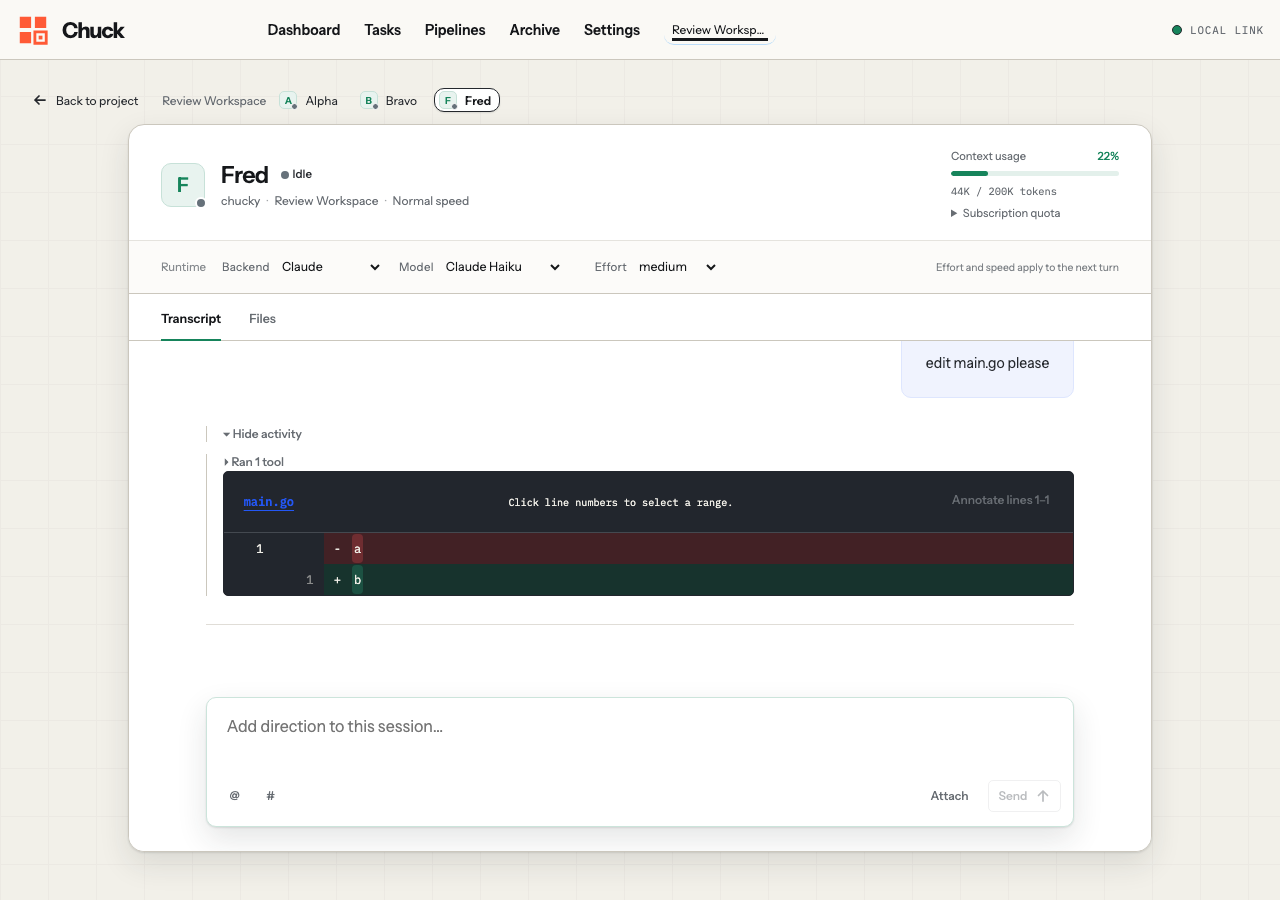 Chuck
Dashboard Tasks Pipelines Archive Settings Review Worksp...
LOCAL LINK
Back to project Review Workspace A Alpha B Bravo F Fred
F
Fred Idle
chucky · Review Workspace · Normal speed
Context usage 22%
44K / 200K tokens
Subscription quota
Runtime Backend Claude Model Claude Haiku Effort medium Effort and speed apply to the next turn
Transcript Files
edit main.go please
Hide activity
Ran 1 tool
main.go Click line numbers to select a range. Annotate lines 1–1
1 - a
1 + b
Add direction to this session...
@ # Attach Send